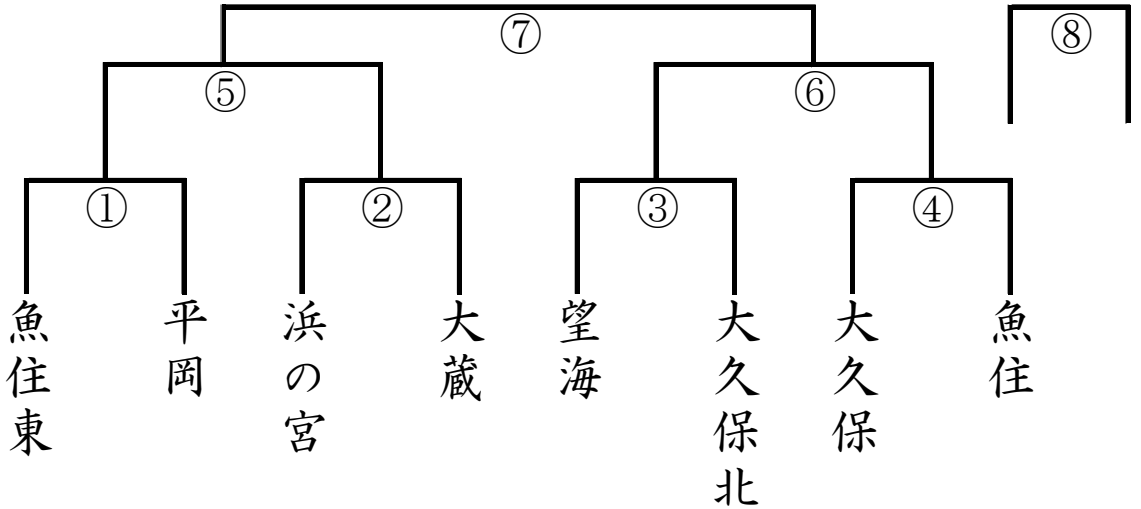 ⑦
⑧
⑤
⑥
①
②
③
④
魚住東
平岡
浜の宮
大蔵
望海
大久保北
大久保
魚住